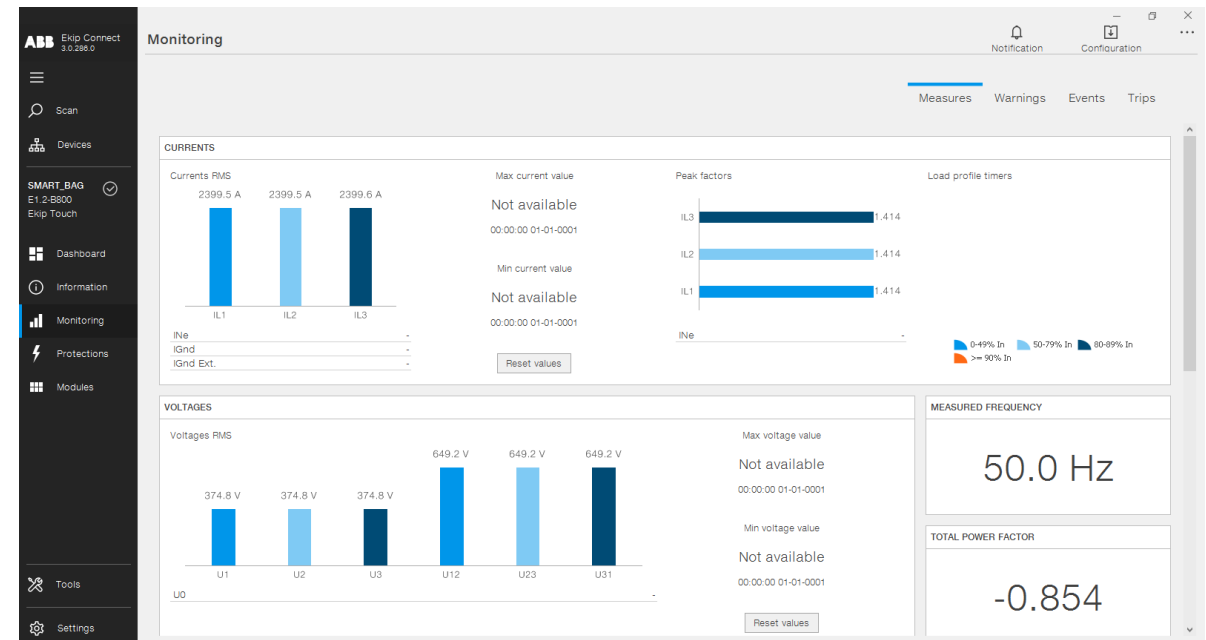 ABB Ekip Connect
3.0.286.0
Monitoring
Notification
Configuration
Scan
Devices
SMART_BAG
E1.2-B800
Ekip Touch
Dashboard
Information
Monitoring
Protections
Modules
Tools
Settings
Measures Warnings Events Trips
CURRENTS
Currents RMS
2399.5 A 2399.5 A 2399.6 A
IL1 IL2 IL3
INe -
IGnd -
IGnd Ext. -
Max current value
Not available
00:00:00 01-01-0001
Min current value
Not available
00:00:00 01-01-0001
Reset values
Peak factors
IL3 1.414
IL2 1.414
IL1 1.414
INe -
Load profile timers
0-49% In 50-79% In 80-89% In
>= 90% In
VOLTAGES
Voltages RMS
374.8 V 374.8 V 374.8 V 649.2 V 649.2 V 649.2 V
U1 U2 U3 U12 U23 U31
U0 -
Max voltage value
Not available
00:00:00 01-01-0001
Min voltage value
Not available
00:00:00 01-01-0001
Reset values
MEASURED FREQUENCY
50.0 Hz
TOTAL POWER FACTOR
-0.854